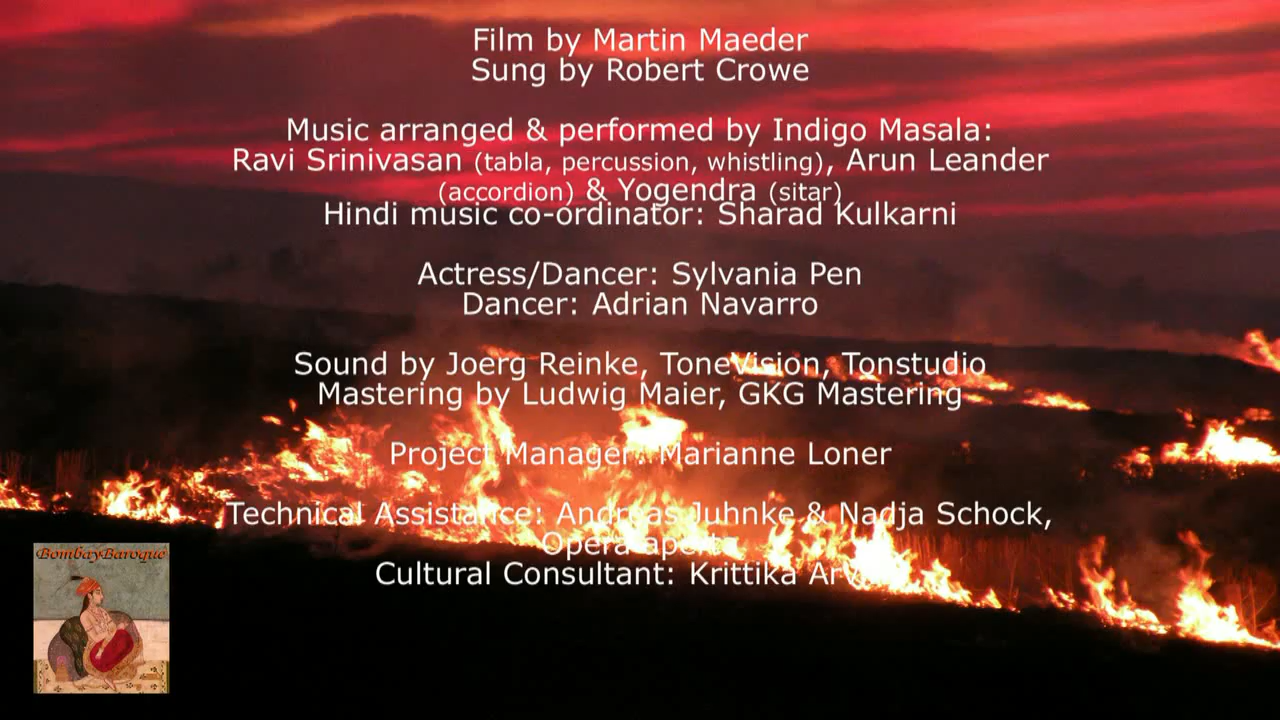 Film by Martin Maeder
Sung by Robert Crowe
Music arranged & performed by Indigo Masala:
Ravi Srinivasan (tabla, percussion, whistling), Arun Leander
(accordion) & Yogendra (sitar)
Hindi music co-ordinator: Sharad Kulkarni
Actress/Dancer: Sylvania Pen
Dancer: Adrian Navarro
Sound by Joerg Reinke, ToneVision, Tonstudio
Mastering by Ludwig Maier, GKG Mastering
Project Manager: Marianne Loner
Technical Assistance: Andreas Juhnke & Nadja Schock,
Opera aperta
Cultural Consultant: Krittika
BombayBaroque